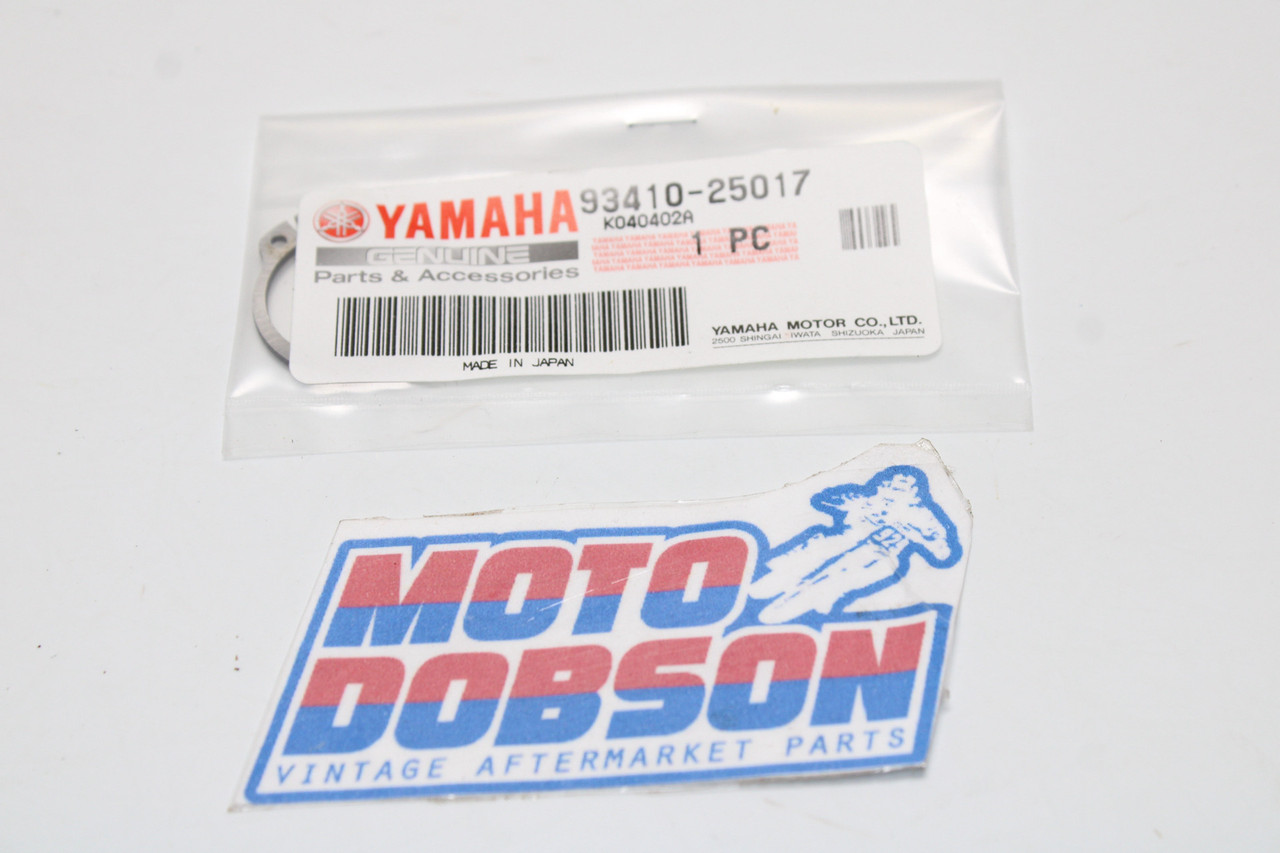 YAMAHA 93410-25017
K040402A
GENUINE
1 PC
Parts & Accessories
YAMAHA MOTOR CO.,LTD.
2500 SHINGAI IWATA SHIZUOKA JAPAN
MADE IN JAPAN
MOTO
DOBSON
VINTAGE AFTERMARKET PARTS